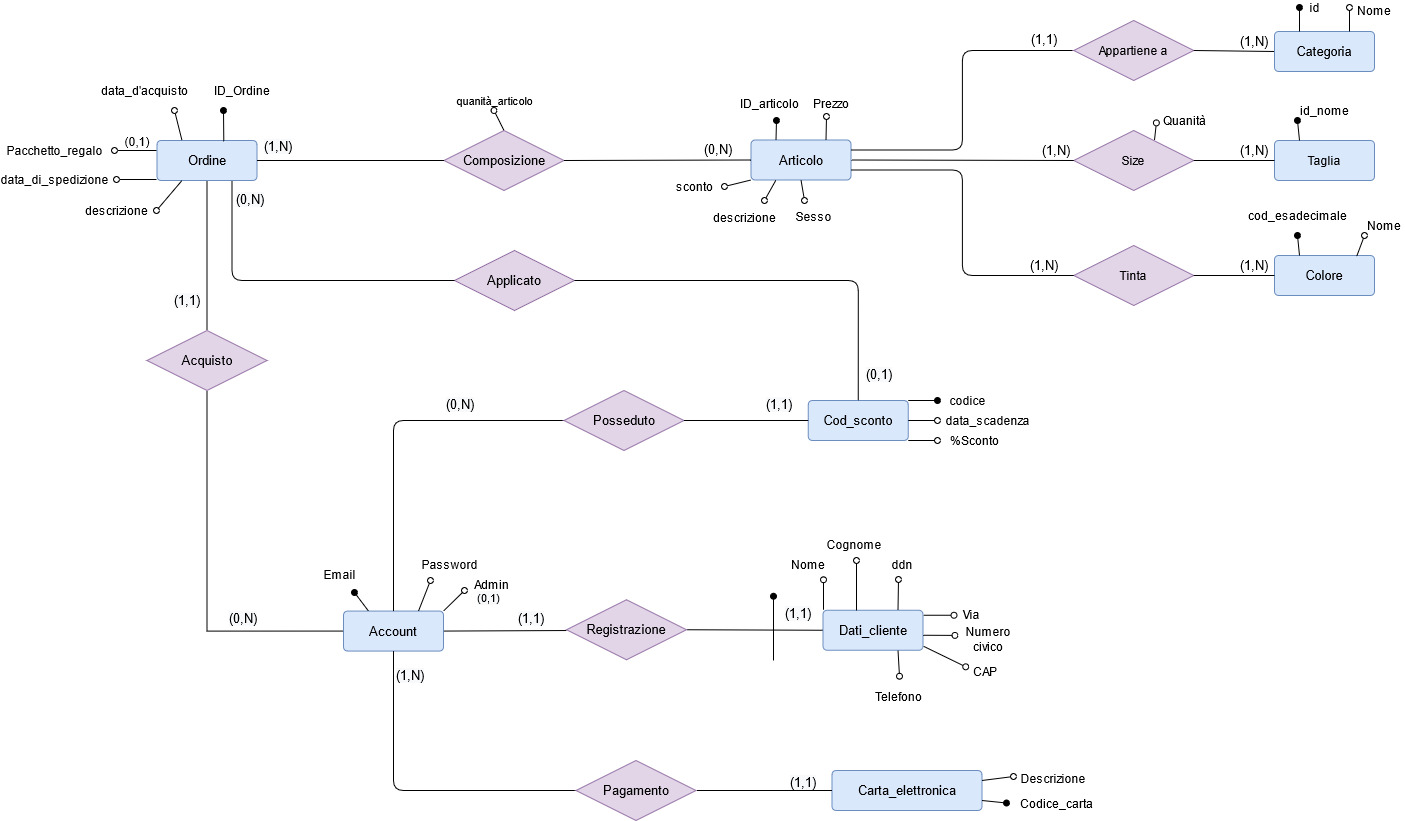 id
Nome
(1,1)
Appartiene a
(1,N)
Categoria
data_d'acquisto
ID_Ordine
quanità_articolo
ID_articolo
Prezzo
id_nome
Quanità
Pacchetto_regalo
(0,1)
Ordine
(1,N)
Composizione
(0,N)
Articolo
(1,N)
Size
(1,N)
Taglia
data_di_spedizione
descrizione
(0,N)
sconto
descrizione
Sesso
cod_esadecimale
Nome
(1,N)
Tinta
(1,N)
Colore
Applicato
(1,1)
Acquisto
(0,1)
(0,N)
Posseduto
(1,1)
Cod_sconto
codice
data_scadenza
%Sconto
Email
Password
Admin
(0,1)
Nome
Cognome
ddn
(0,N)
Account
(1,1)
Registrazione
(1,1)
Dati_cliente
Via
Numero
civico
CAP
Telefono
(1,N)
Pagamento
(1,1)
Carta_elettronica
Descrizione
Codice_carta